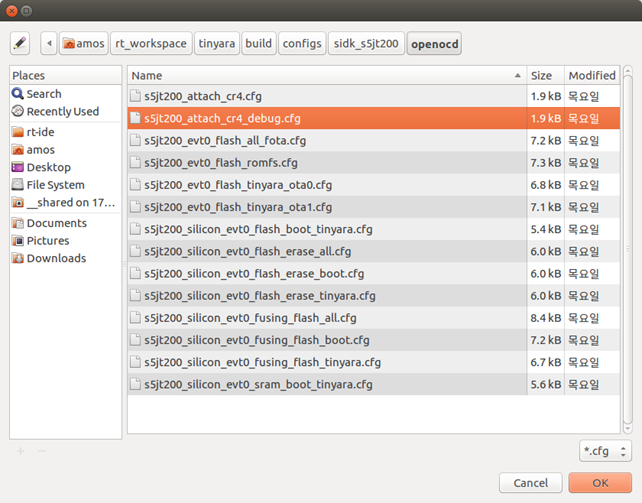 amos rt_workspace tinyara build configs sidk_s5jt200 openocd
Places
Search
Recently Used
rt-ide
amos
Desktop
File System
__shared on 17...
Documents
Pictures
Downloads
Name Size Modified
s5jt200_attach_cr4.cfg 1.9 kB 목요일
s5jt200_attach_cr4_debug.cfg 1.9 kB 목요일
s5jt200_evt0_flash_all_fota.cfg 7.2 kB 목요일
s5jt200_evt0_flash_romfs.cfg 7.3 kB 목요일
s5jt200_evt0_flash_tinyara_ota0.cfg 6.8 kB 목요일
s5jt200_evt0_flash_tinyara_ota1.cfg 7.1 kB 목요일
s5jt200_silicon_evt0_flash_boot_tinyara.cfg 5.4 kB 목요일
s5jt200_silicon_evt0_flash_erase_all.cfg 6.0 kB 목요일
s5jt200_silicon_evt0_flash_erase_boot.cfg 6.0 kB 목요일
s5jt200_silicon_evt0_flash_erase_tinyara.cfg 6.0 kB 목요일
s5jt200_silicon_evt0_fusing_flash_all.cfg 8.4 kB 목요일
s5jt200_silicon_evt0_fusing_flash_boot.cfg 7.2 kB 목요일
s5jt200_silicon_evt0_fusing_flash_tinyara.cfg 6.7 kB 목요일
s5jt200_silicon_evt0_sram_boot_tinyara.cfg 5.6 kB 목요일
*.cfg
Cancel OK